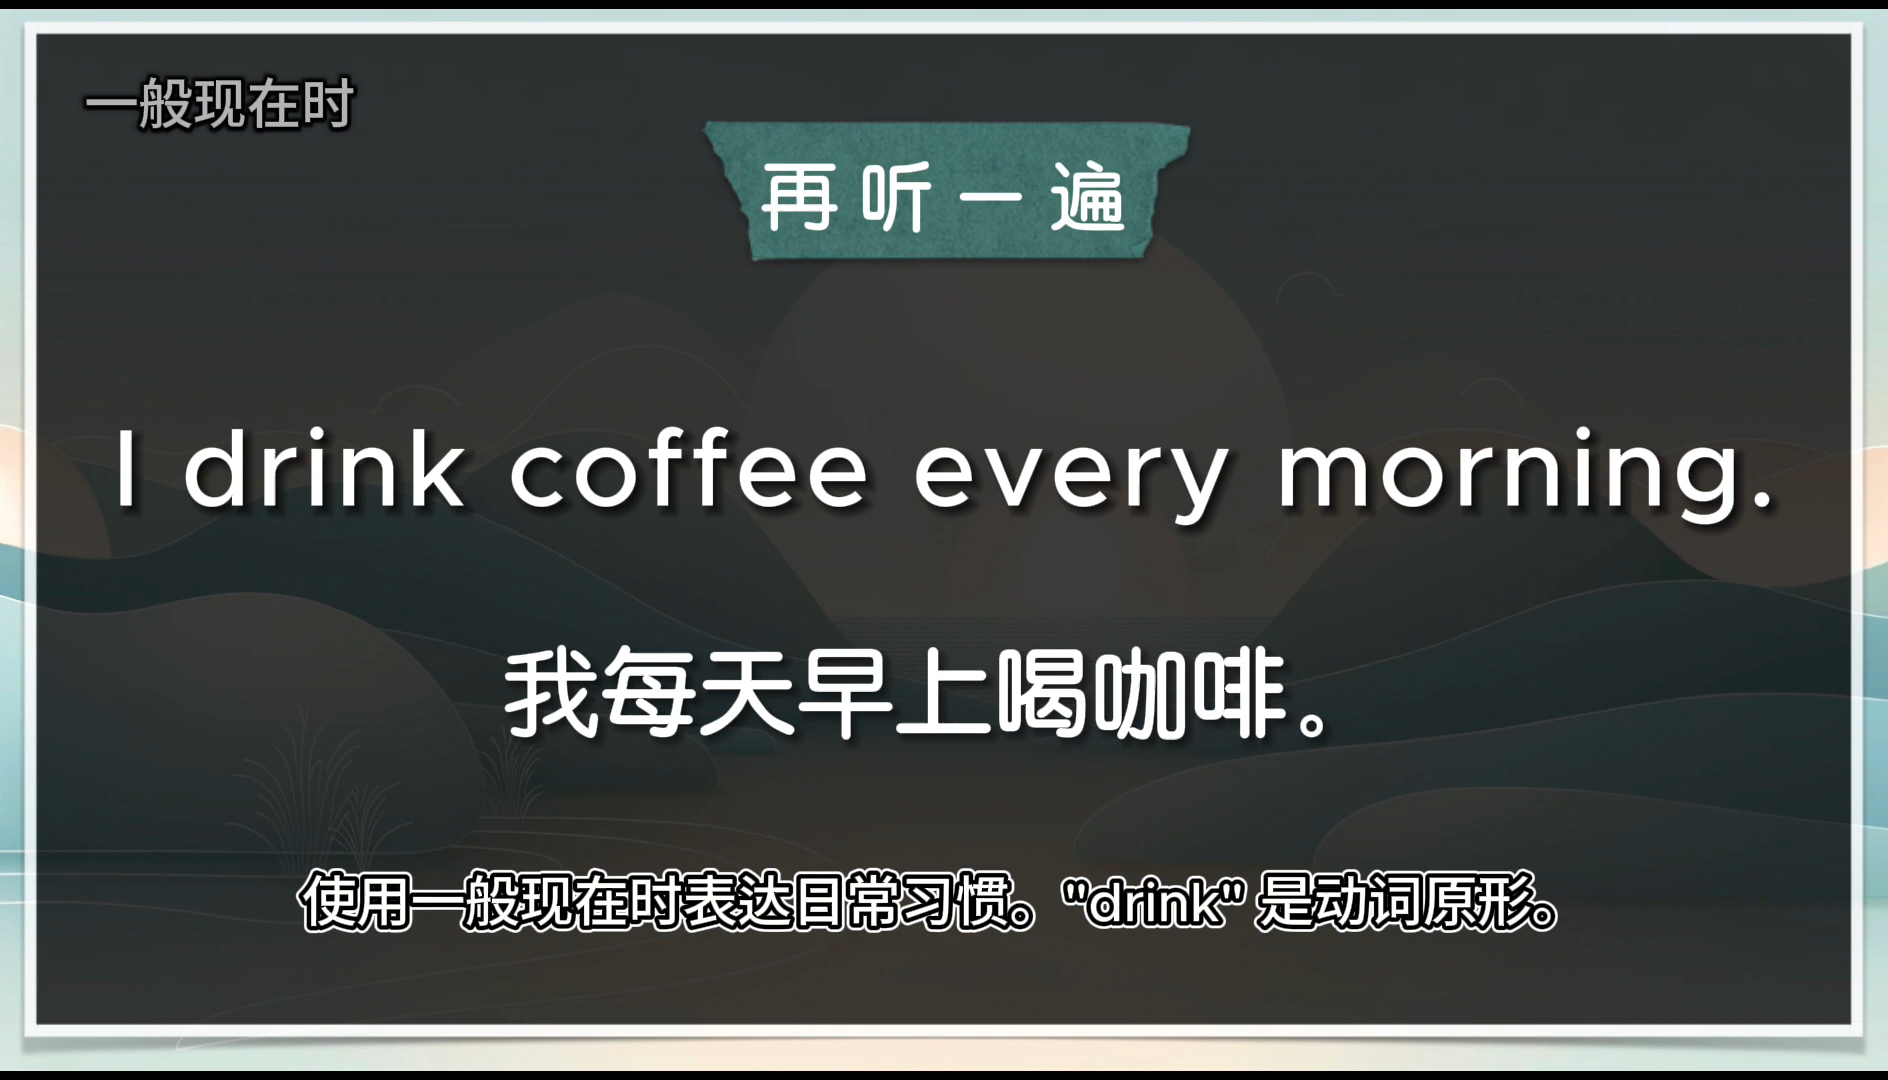 一般现在时
再听一遍
I drink coffee every morning.
我每天早上喝咖啡。
使用一般现在时表达日常习惯。"drink" 是动词原形。